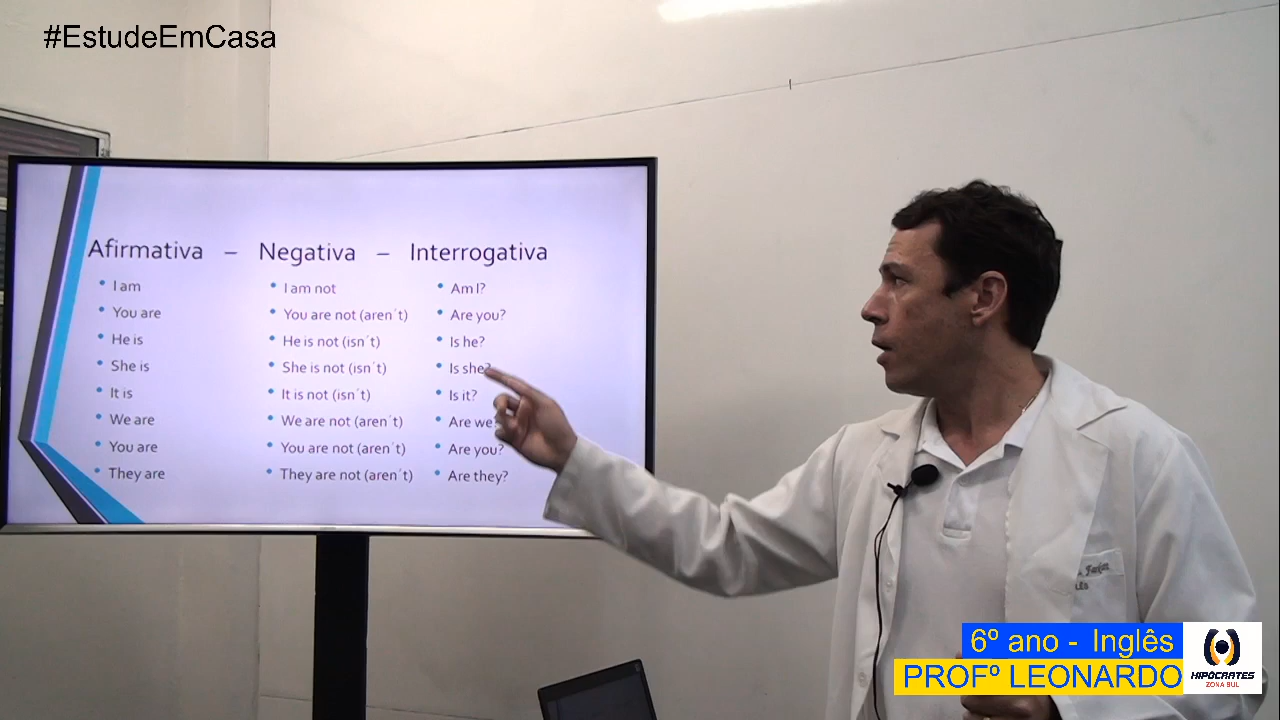 #EstudeEmCasa
Afirmativa – Negativa – Interrogativa
• I am
• You are
• He is
• She is
• It is
• We are
• You are
• They are
• I am not
• You are not (aren´t)
• He is not (isn´t)
• She is not (isn´t)
• It is not (isn´t)
• We are not (aren´t)
• You are not (aren´t)
• They are not (aren´t)
• Am I?
• Are you?
• Is he?
• Is she?
• Is it?
• Are we?
• Are you?
• Are they?
6º ano - Inglês
PROFº LEONARDO
HIPÓCRATES
ZONA SUL